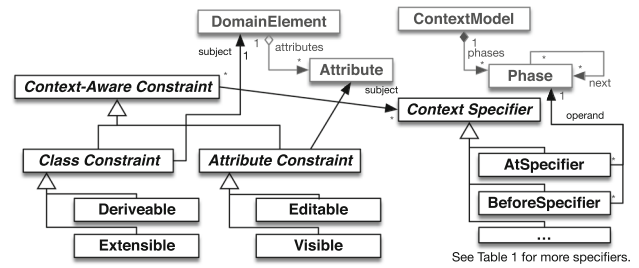 DomainElement
ContextModel
subject
1
1
attributes
*
1
phases
*
*
*
next
Attribute
Phase
1
Context-Aware Constraint
*
subject
*
Context Specifier
operand
Class Constraint
Attribute Constraint
AtSpecifier
*
Deriveable
Editable
BeforeSpecifier
*
Extensible
Visible
...
See Table 1 for more specifiers.